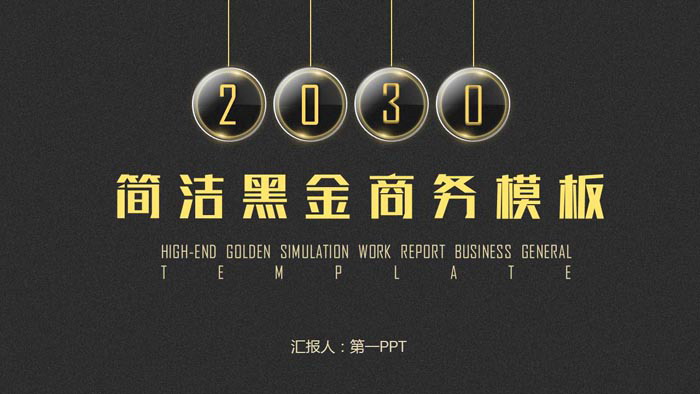 2030
简洁黑金商务模板
HIGH-END GOLDEN SIMULATION WORK REPORT BUSINESS GENERAL
TEMPLATE
汇报人：第一PPT